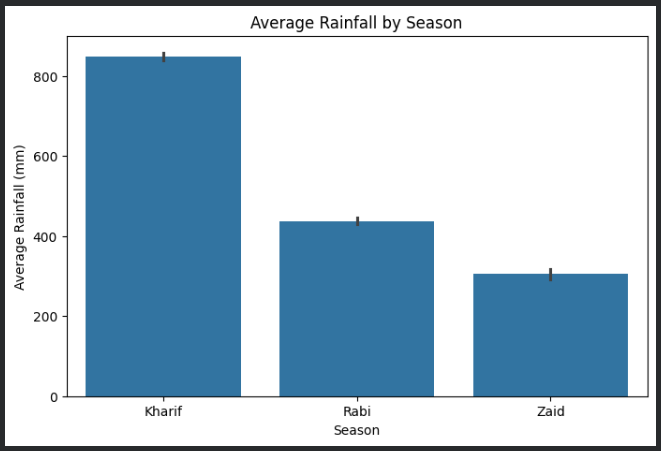 Average Rainfall by Season
Average Rainfall (mm)
800
600
400
200
0
Kharif Rabi Zaid
Season